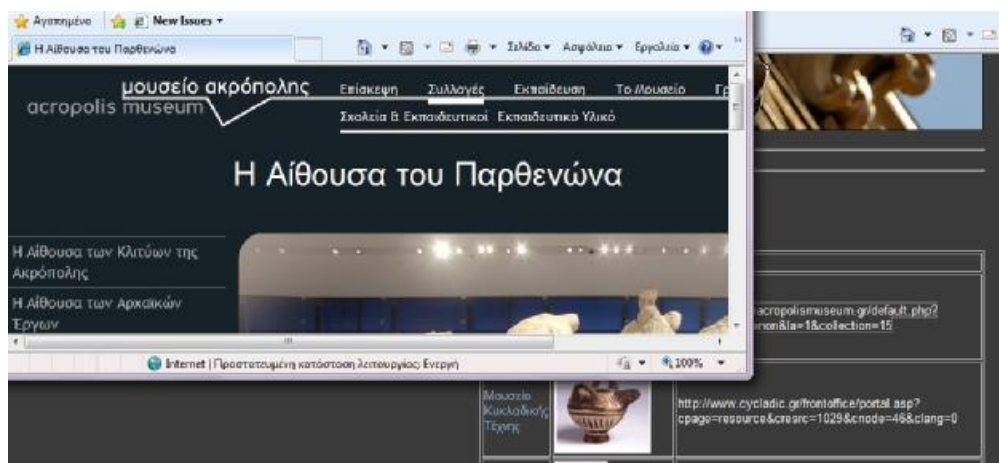 Αγαπημένα New Issues
Η Αίθουσα του Παρθενώνα
Σελίδα Ασφάλεια Εργαλεία
μουσείο ακρόπολης
acropolis museum
Επίσκεψη Συλλογές Εκπαίδευση Το Μουσείο
Σχολεία & Εκπαιδευτικοί Εκπαιδευτικό Υλικό
Η Αίθουσα του Παρθενώνα
Η Αίθουσα των Κλιτύων της
Ακρόπολης
Η Αίθουσα των Αρχαϊκών
Έργων
Internet | Προστατευμένη κατάσταση λειτουργίας: Ενεργή
100%
acropolismuseum.gr/default.php?
non&la=1&collection=15
Μουσείο
Κυκλαδικής
Τέχνης
http://www.cycladic.gr/frontoffice/portal.asp?
cpage=resource&cresrc=1029&cnode=46&clang=0